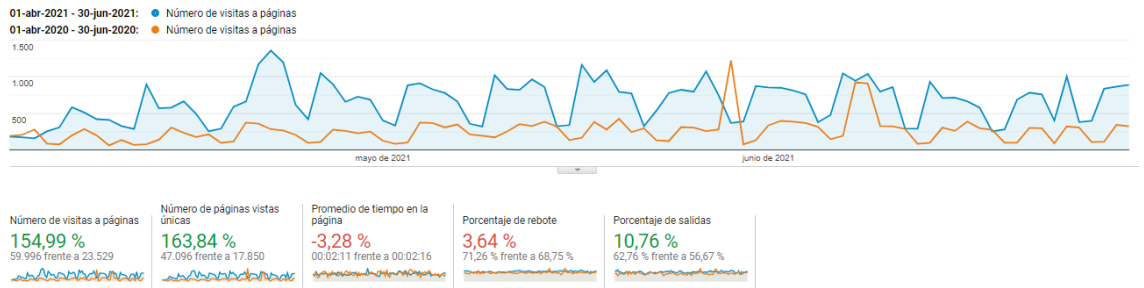 01-abr-2021 - 30-jun-2021: Número de visitas a páginas
01-abr-2020 - 30-jun-2020: Número de visitas a páginas
1.500
1.000
500
mayo de 2021
junio de 2021
Número de visitas a páginas
154,99 %
59.996 frente a 23.529
Número de páginas vistas
únicas
163,84 %
47.096 frente a 17.850
Promedio de tiempo en la
página
-3,28 %
00:02:11 frente a 00:02:16
Porcentaje de rebote
3,64 %
71,26 % frente a 68,75 %
Porcentaje de salidas
10,76 %
62,76 % frente a 56,67 %